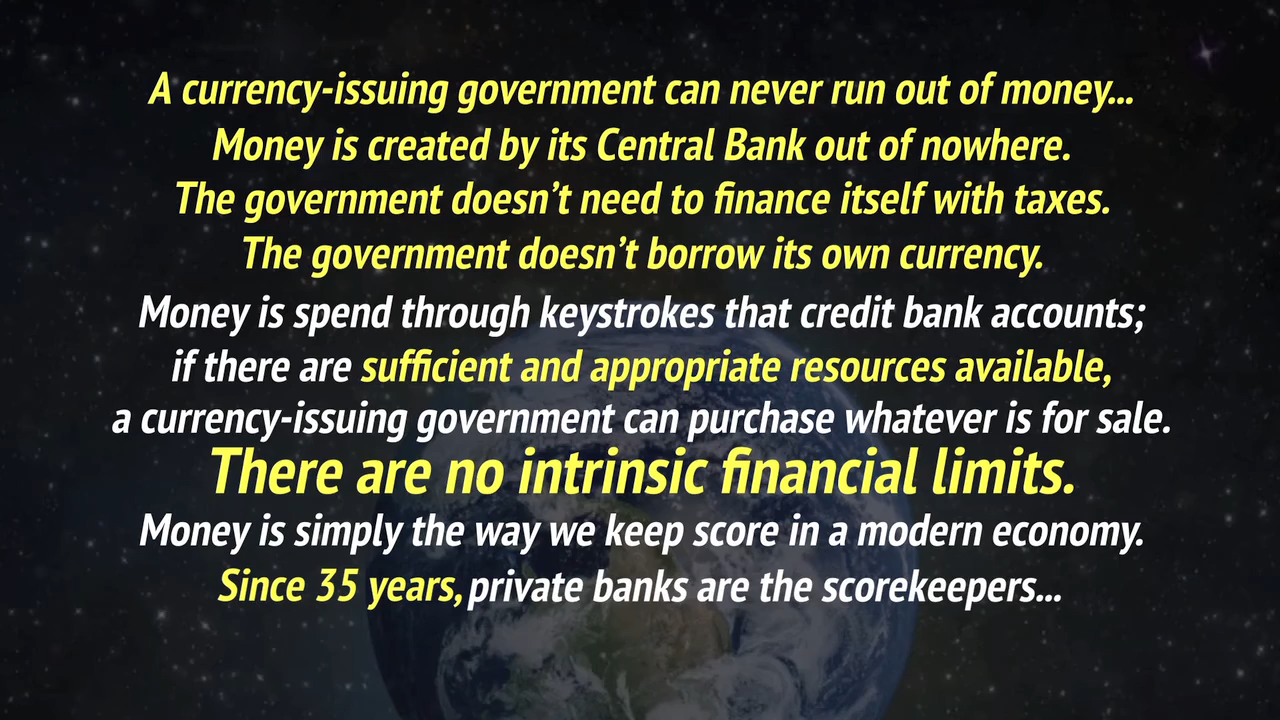 A currency-issuing government can never run out of money...
Money is created by its Central Bank out of nowhere.
The government doesn’t need to finance itself with taxes.
The government doesn’t borrow its own currency.
Money is spend through keystrokes that credit bank accounts;
if there are sufficient and appropriate resources available,
a currency-issuing government can purchase whatever is for sale.
There are no intrinsic financial limits.
Money is simply the way we keep score in a modern economy.
Since 35 years, private banks are the scorekeepers...